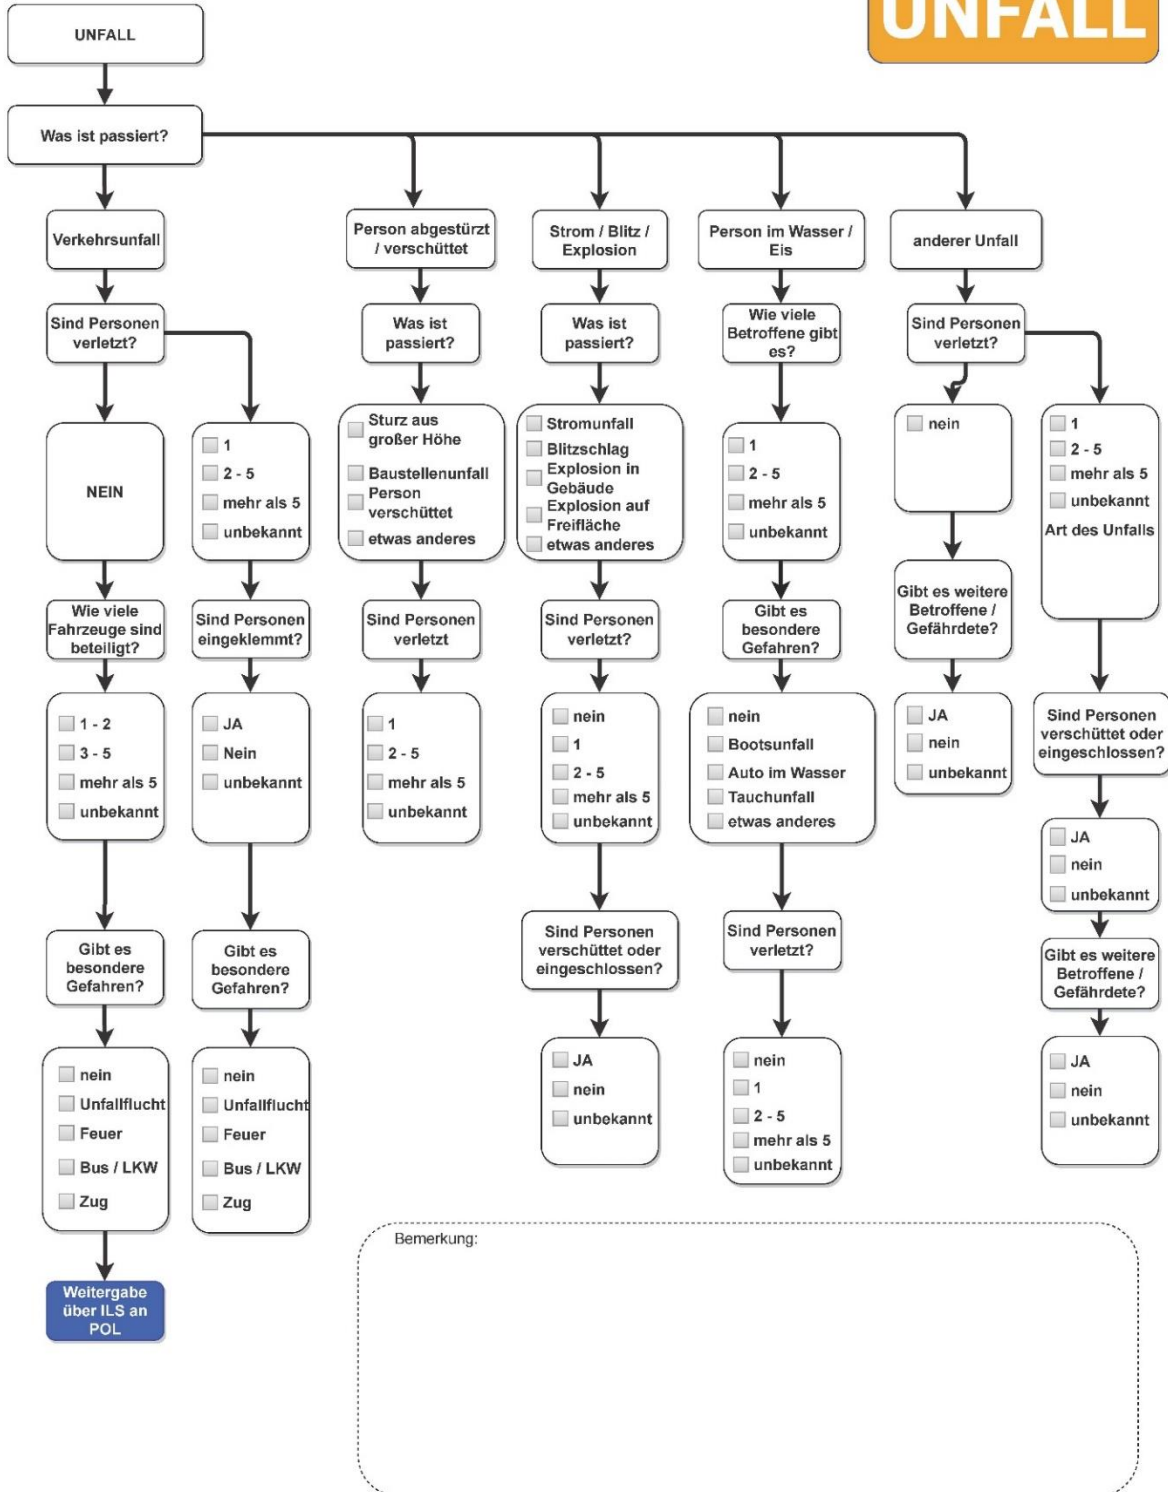 UNFALL
UNFALL
Was ist passiert?
Verkehrsunfall
Sind Personen
verletzt?
NEIN
Wie viele
Fahrzeuge sind
beteiligt?
1 - 2
3 - 5
mehr als 5
unbekannt
Gibt es
besondere
Gefahren?
nein
Unfallflucht
Feuer
Bus / LKW
Zug
Weitergabe
über ILS an
POL
1
2 - 5
mehr als 5
unbekannt
Sind Personen
eingeklemmt?
JA
Nein
unbekannt
Gibt es
besondere
Gefahren?
nein
Unfallflucht
Feuer
Bus / LKW
Zug
Person abgestürzt
/ verschüttet
Was ist
passiert?
Sturz aus
großer Höhe
Baustellenunfall
Person
verschüttet
etwas anderes
Sind Personen
verletzt
1
2 - 5
mehr als 5
unbekannt
Strom / Blitz /
Explosion
Was ist
passiert?
Stromunfall
Blitzschlag
Explosion in
Gebäude
Explosion auf
Freifläche
etwas anderes
Sind Personen
verletzt?
nein
1
2 - 5
mehr als 5
unbekannt
Sind Personen
verschüttet oder
eingeschlossen?
JA
nein
unbekannt
Person im Wasser /
Eis
Wie viele
Betroffene gibt
es?
1
2 - 5
mehr als 5
unbekannt
Gibt es
besondere
Gefahren?
nein
Bootsunfall
Auto im Wasser
Tauchunfall
etwas anderes
Sind Personen
verletzt?
nein
1
2 - 5
mehr als 5
unbekannt
anderer Unfall
Sind Personen
verletzt?
nein
Gibt es weitere
Betroffene /
Gefährdete?
JA
nein
unbekannt
1
2 - 5
mehr als 5
unbekannt
Art des Unfalls
Sind Personen
verschüttet oder
eingeschlossen?
JA
nein
unbekannt
Gibt es weitere
Betroffene /
Gefährdete?
JA
nein
unbekannt
Bemerkung: